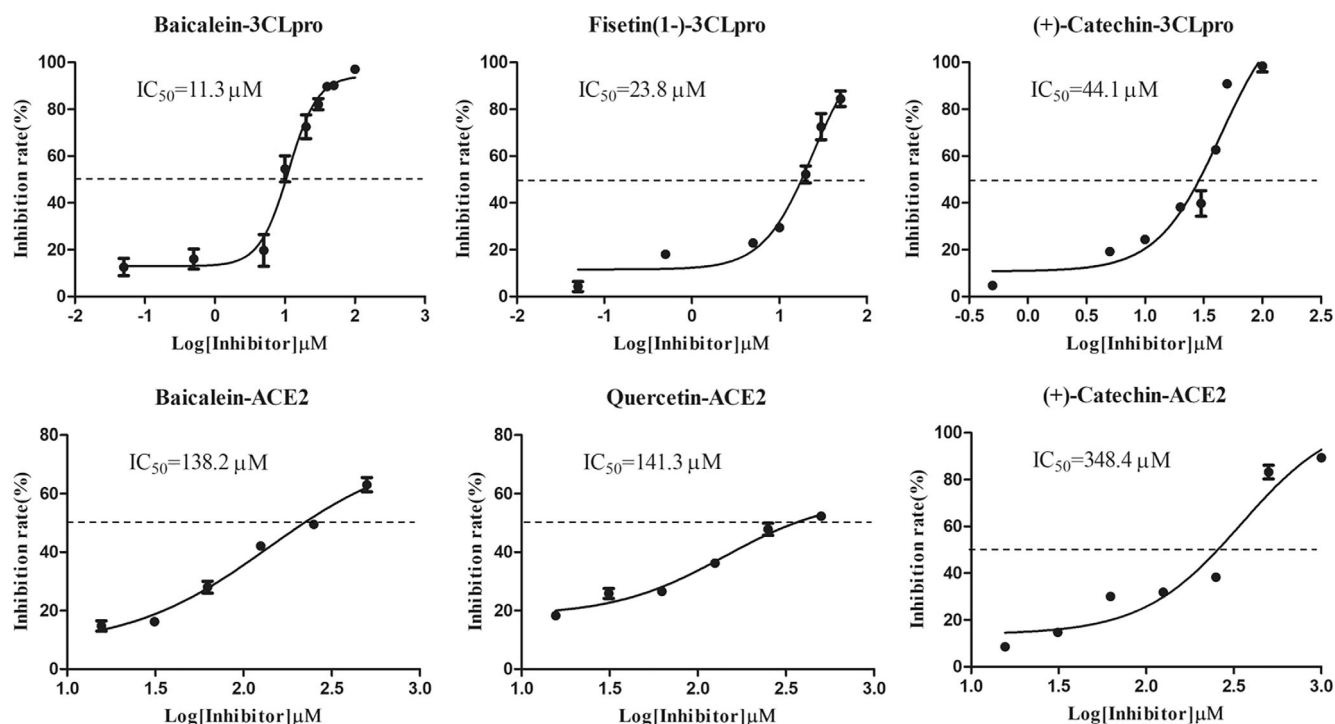 Baicalein-3CLpro
IC50=11.3 μM
Inhibition rate(%)
100
80
60
40
20
0
-2 -1 0 1 2 3
Log[Inhibitor]μM
Fisetin(1-)-3CLpro
IC50=23.8 μM
Inhibition rate(%)
100
80
60
40
20
0
-2 -1 0 1 2
Log[Inhibitor]μM
(+)-Catechin-3CLpro
IC50=44.1 μM
Inhibition rate(%)
100
80
60
40
20
0
-0.5 0.0 0.5 1.0 1.5 2.0 2.5
Log[Inhibitor]μM
Baicalein-ACE2
IC50=138.2 μM
Inhibition rate(%)
80
60
40
20
0
1.0 1.5 2.0 2.5 3.0
Log[Inhibitor]μM
Quercetin-ACE2
IC50=141.3 μM
Inhibition rate(%)
80
60
40
20
0
1.0 1.5 2.0 2.5 3.0
Log[Inhibitor]μM
(+)-Catechin-ACE2
IC50=348.4 μM
Inhibition rate(%)
100
80
60
40
20
0
1.0 1.5 2.0 2.5 3.0
Log[Inhibitor]μM